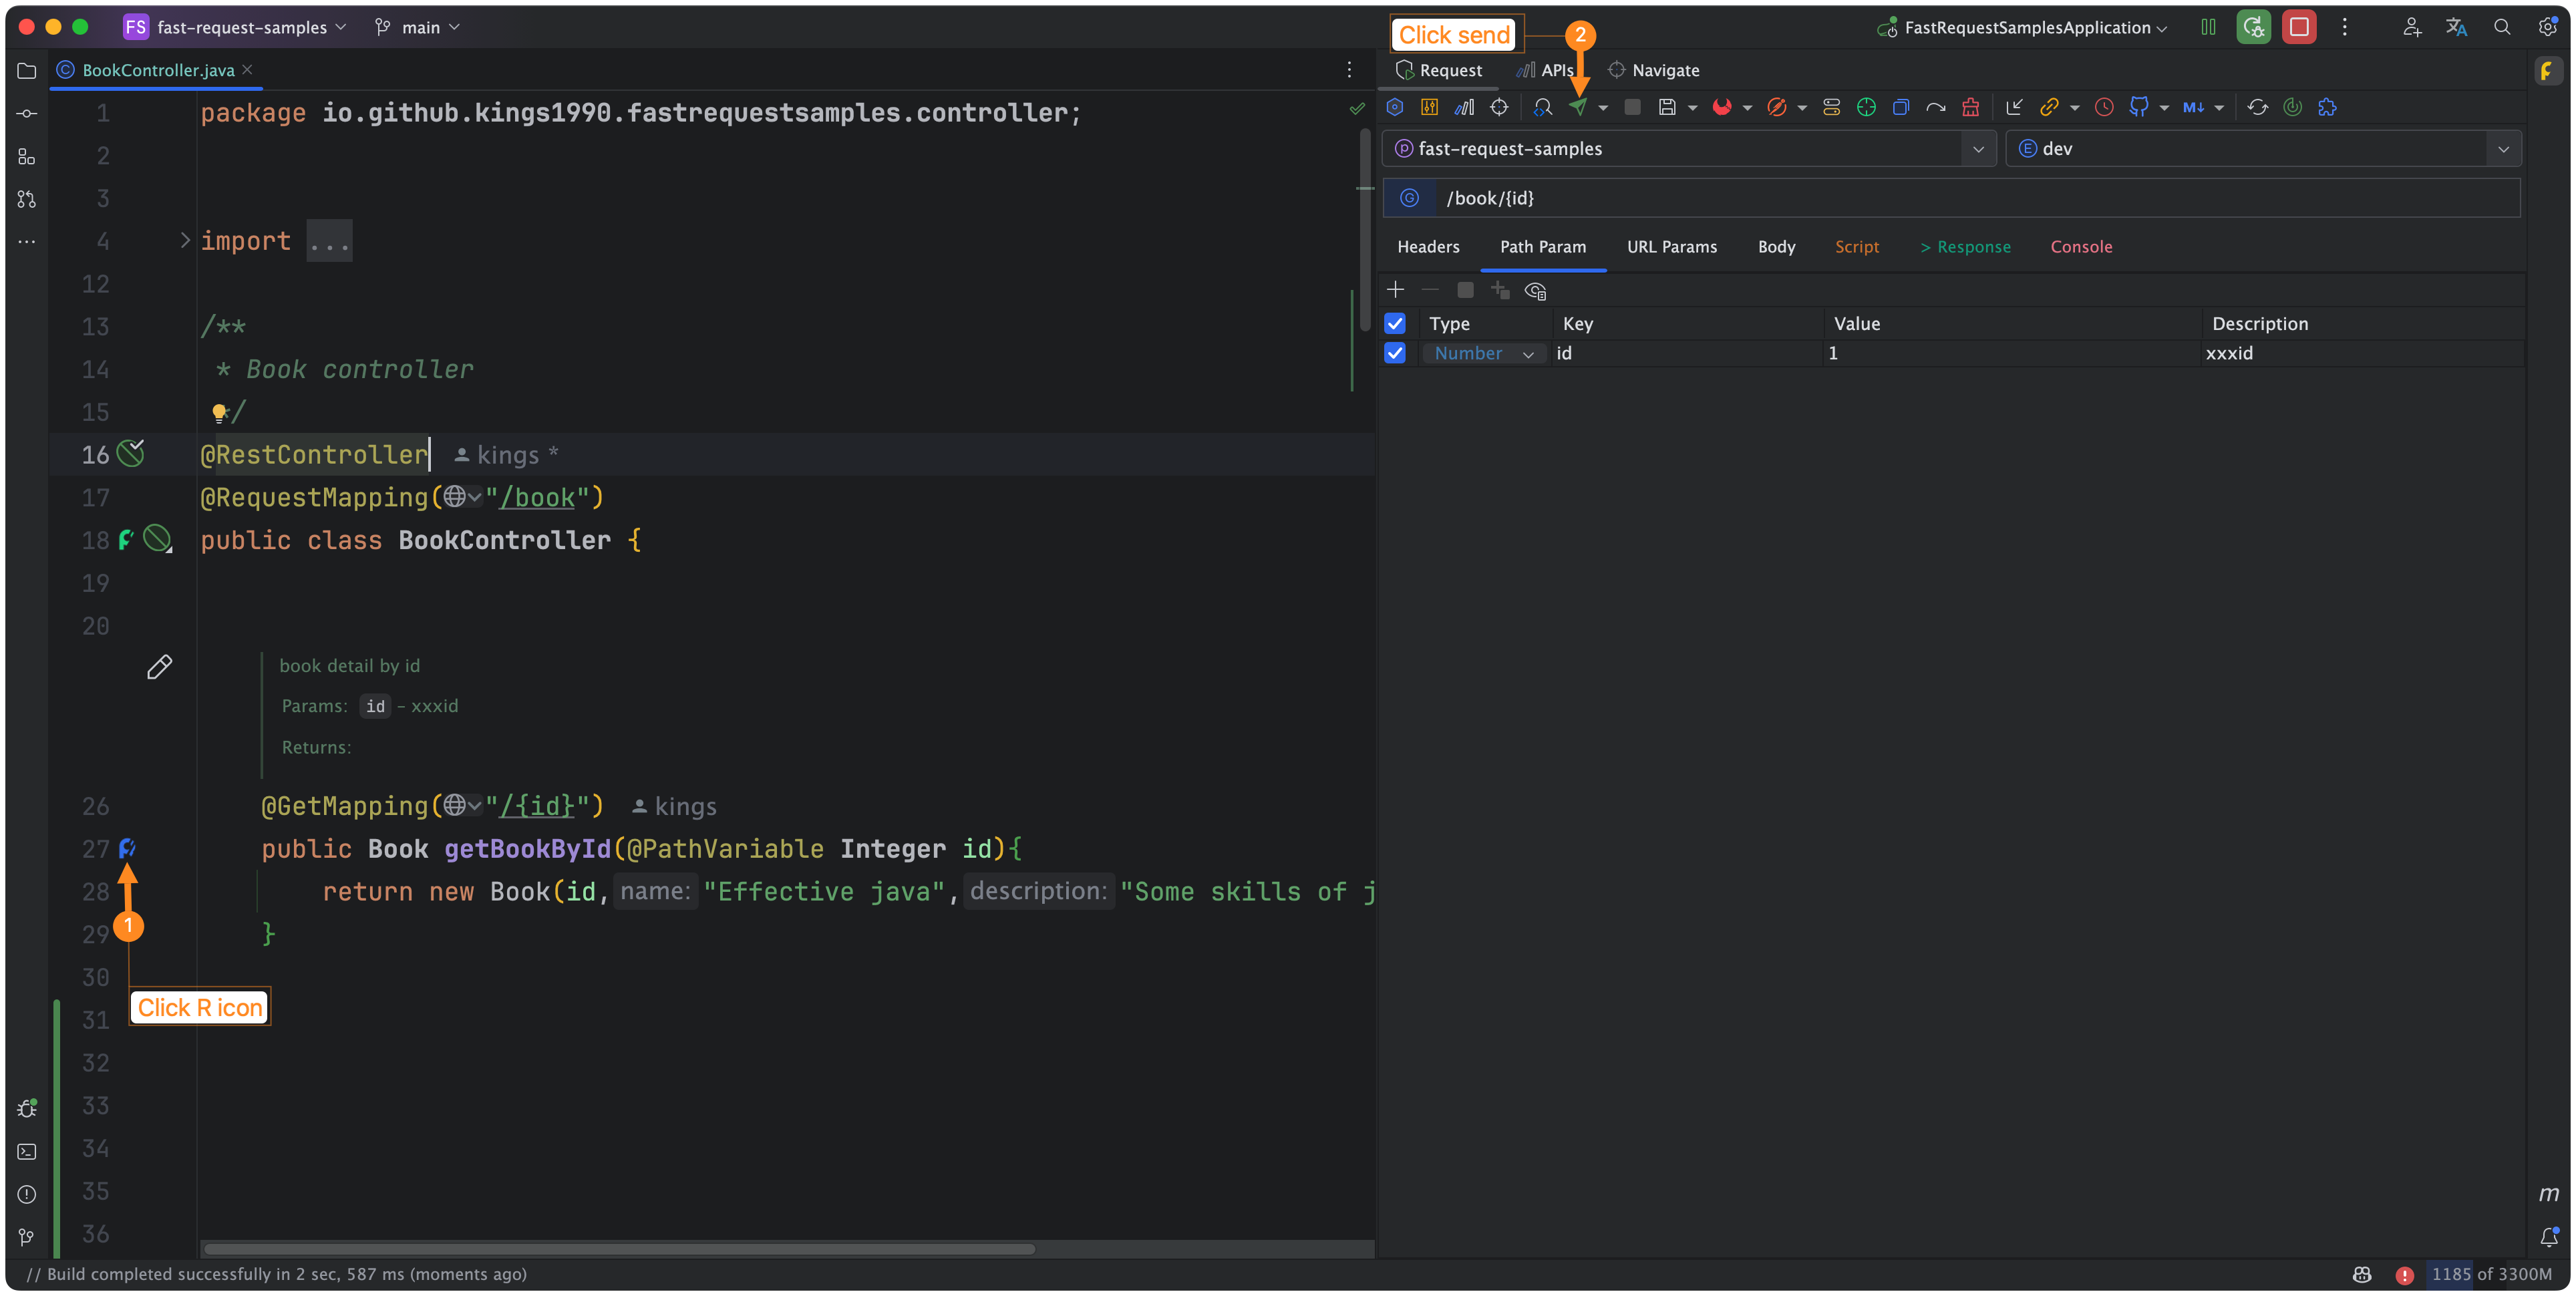 FS fast-request-samples main
Click send 2
FastRequestSamplesApplication
BookController.java
Request APIs Navigate
1 package io.github.kings1990.fastrequestsamples.controller;
2
3
4 import ...
12
13 /**
14 * Book controller
15 */
16 @RestController kings *
17 @RequestMapping("/book")
18 public class BookController {
19
20
book detail by id
Params: id – xxxid
Returns:
26 @GetMapping("/{id}") kings
27 public Book getBookById(@PathVariable Integer id){
28 return new Book(id, name: "Effective java", description: "Some skills of j
29 }
1
30
Click R icon
31
32
33
34
35
36
M↓
fast-request-samples
dev
/book/{id}
Headers Path Param URL Params Body Script > Response Console
Type Key Value Description
Number id 1 xxxid
m
// Build completed successfully in 2 sec, 587 ms (moments ago)
1185 of 3300M